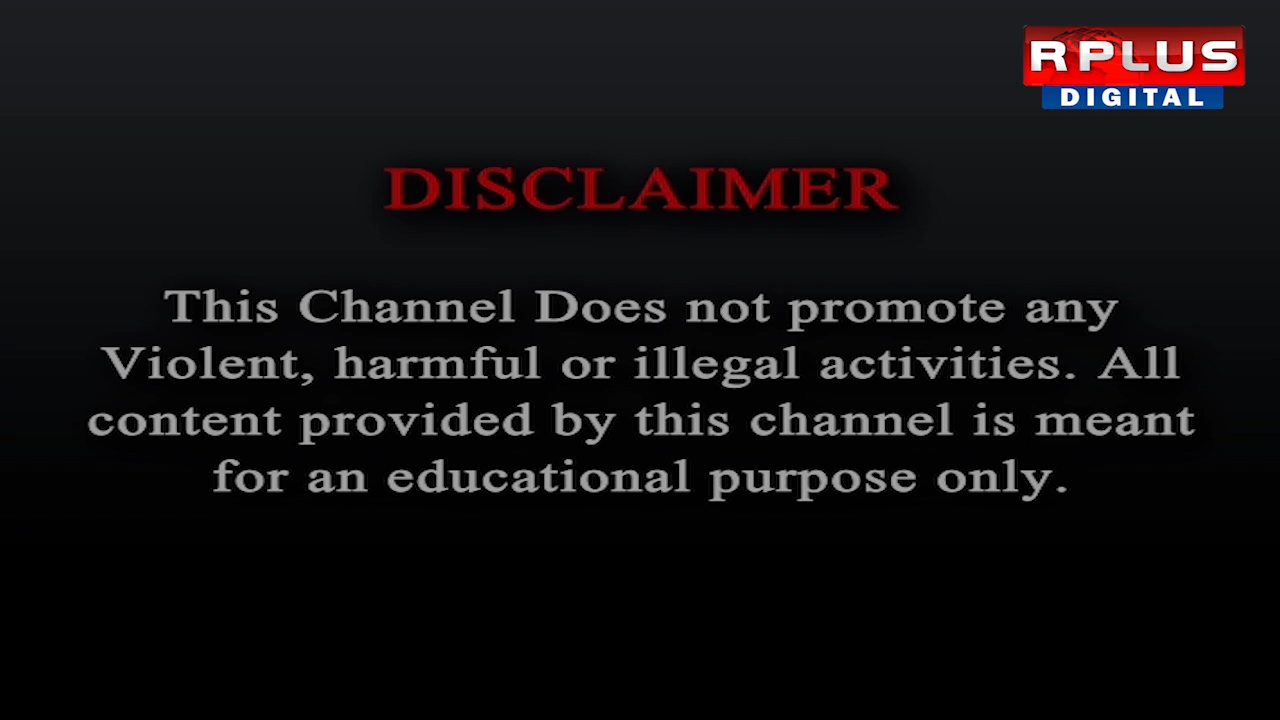 RPLUS
DIGITAL
DISCLAIMER
This Channel Does not promote any
Violent, harmful or illegal activities. All
content provided by this channel is meant
for an educational purpose only.